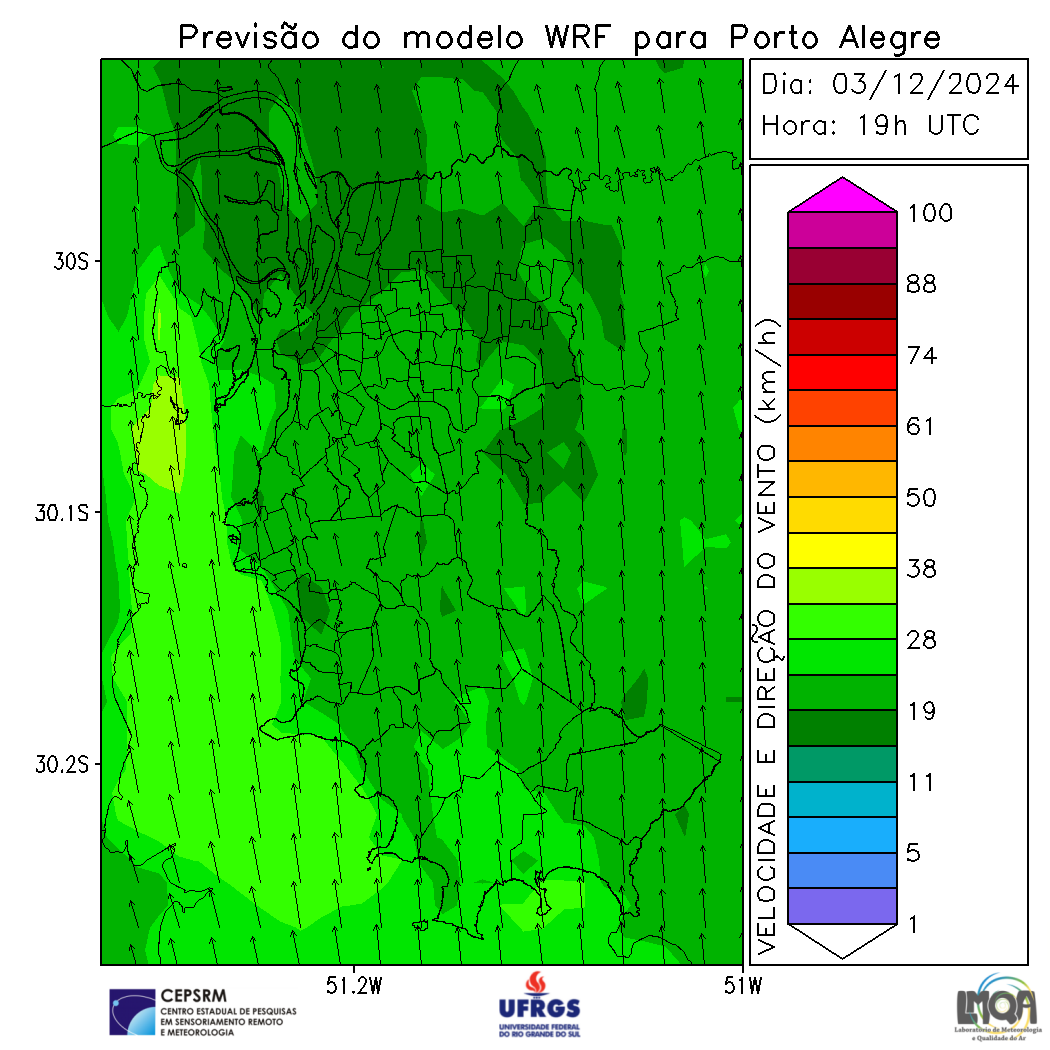 Previsão do modelo WRF para Porto Alegre
Dia: 03/12/2024
Hora: 19h UTC
30S
30.1S
30.2S
51.2W
51W
VELOCIDADE E DIREÇÃO DO VENTO (km/h)
100
88
74
61
50
38
28
19
11
5
1
CEPSRM
CENTRO ESTADUAL DE PESQUISAS
EM SENSORIAMENTO REMOTO
E METEOROLOGIA
UFRGS
UNIVERSIDADE FEDERAL
DO RIO GRANDE DO SUL
LMQA
Laboratório de Meteorologia
e Qualidade do Ar